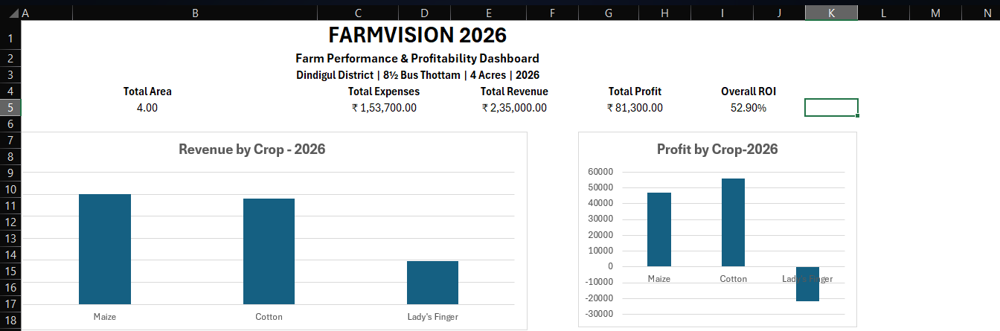 A B C D E F G H I J K L M N
1 FARMVISION 2026
2 Farm Performance & Profitability Dashboard
3 Dindigul District | 8½ Bus Thottam | 4 Acres | 2026
4 Total Area Total Expenses Total Revenue Total Profit Overall ROI
5 4.00 ₹ 1,53,700.00 ₹ 2,35,000.00 ₹ 81,300.00 52.90%
6
7
8
9
10
11
12
13
14
15
16
17
18
Revenue by Crop - 2026
Maize Cotton Lady's Finger
Profit by Crop-2026
60000
50000
40000
30000
20000
10000
0
-10000
-20000
-30000
Maize Cotton Lady's Finger